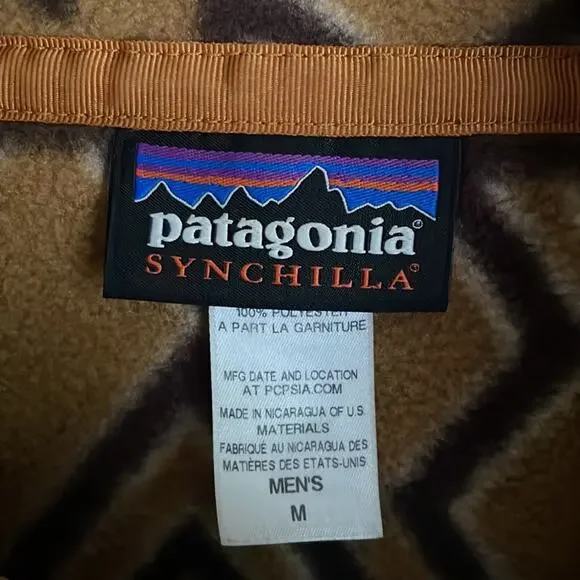 patagonia®
SYNCHILLA®
100% POLYESTER
A PART LA GARNITURE
MFG DATE AND LOCATION
AT PCPSIA.COM
MADE IN NICARAGUA OF U.S.
MATERIALS
FABRIQUÉ AU NICARAGUA DES
MATIÈRES DES ETATS-UNIS
MEN'S
M